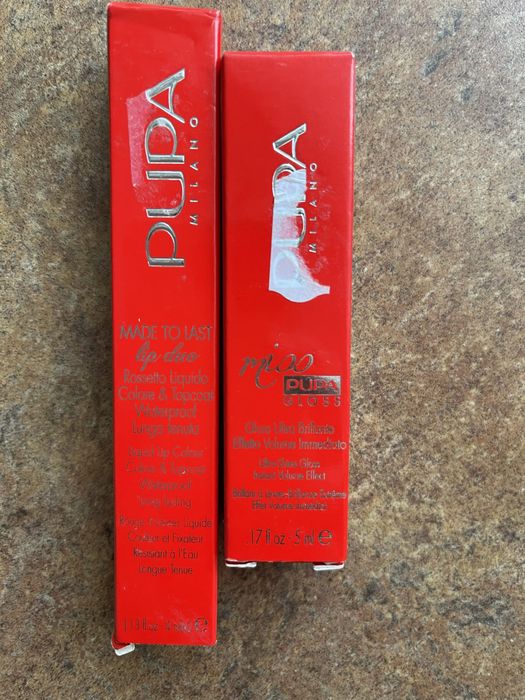 PUPA
MILANO
MADE TO LAST
lip duo
Rossetto Liquido
Colore & Topcoat
Waterproof
Lunga tenuta
Liquid Lip Colour
Colour & Topcoat
Waterproof
Long Lasting
Rouge à Lèvres Liquide
Couleur et Fixateur
Résistant à l'Eau
Longue Tenue
fl.oz
PUPA
MILANO
miss
PUPA
GLOSS
Gloss Ultra Brillante
Effetto Volume Immediato
Ultra Shine Gloss
Instant Volume Effect
Brillant à Lèvres-Brillance Extrême
Effet Volume Immédiat
.17 fl.oz - 5 ml e